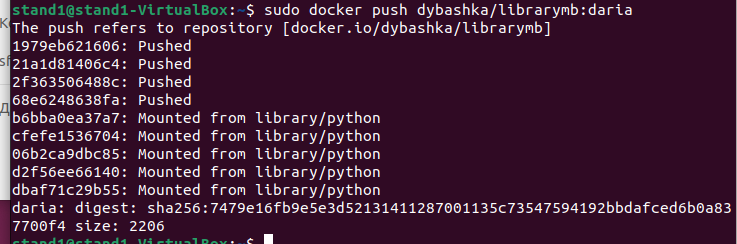 stand1@stand1-VirtualBox:~$ sudo docker push dybashka/librarymb:daria
The push refers to repository [docker.io/dybashka/librarymb]
1979eb621606: Pushed
21a1d81406c4: Pushed
2f363506488c: Pushed
68e6248638fa: Pushed
b6bba0ea37a7: Mounted from library/python
cfefe1536704: Mounted from library/python
06b2ca9dbc85: Mounted from library/python
d2f56ee66140: Mounted from library/python
dbaf71c29b55: Mounted from library/python
daria: digest: sha256:7479e16fb9e5e3d52131411287001135c73547594192bbdafced6b0a83
7700f4 size: 2206
stand1@stand1-VirtualBox:~$